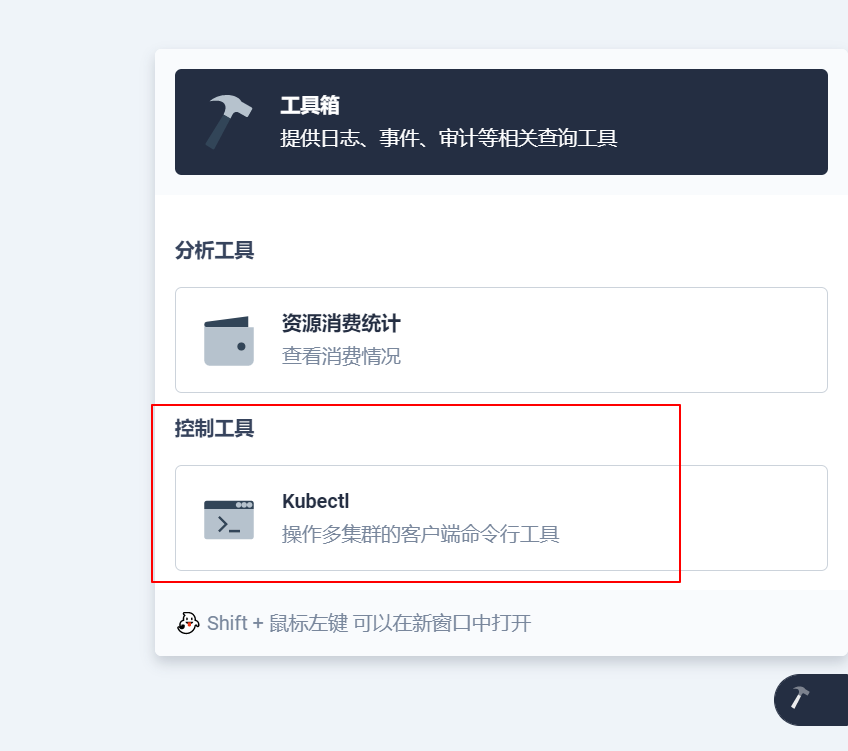 工具箱
提供日志、事件、审计等相关查询工具
分析工具
资源消费统计
查看消费情况
控制工具
Kubectl
操作多集群的客户端命令行工具
Shift + 鼠标左键 可以在新窗口中打开